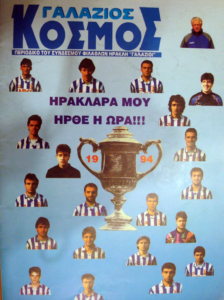 ΓΑΛΑΖΙΟΣ
ΚΟΣΜΟΣ
ΠΕΡΙΟΔΙΚΟ ΤΟΥ ΣΥΝΔΕΣΜΟΥ ΦΙΛΑΘΛΩΝ ΗΡΑΚΛΗ "ΓΑΛΑΖΙΟΙ"
ΗΡΑΚΛΑΡΑ ΜΟΥ
ΗΡΘΕ Η ΩΡΑ!!!
19 94